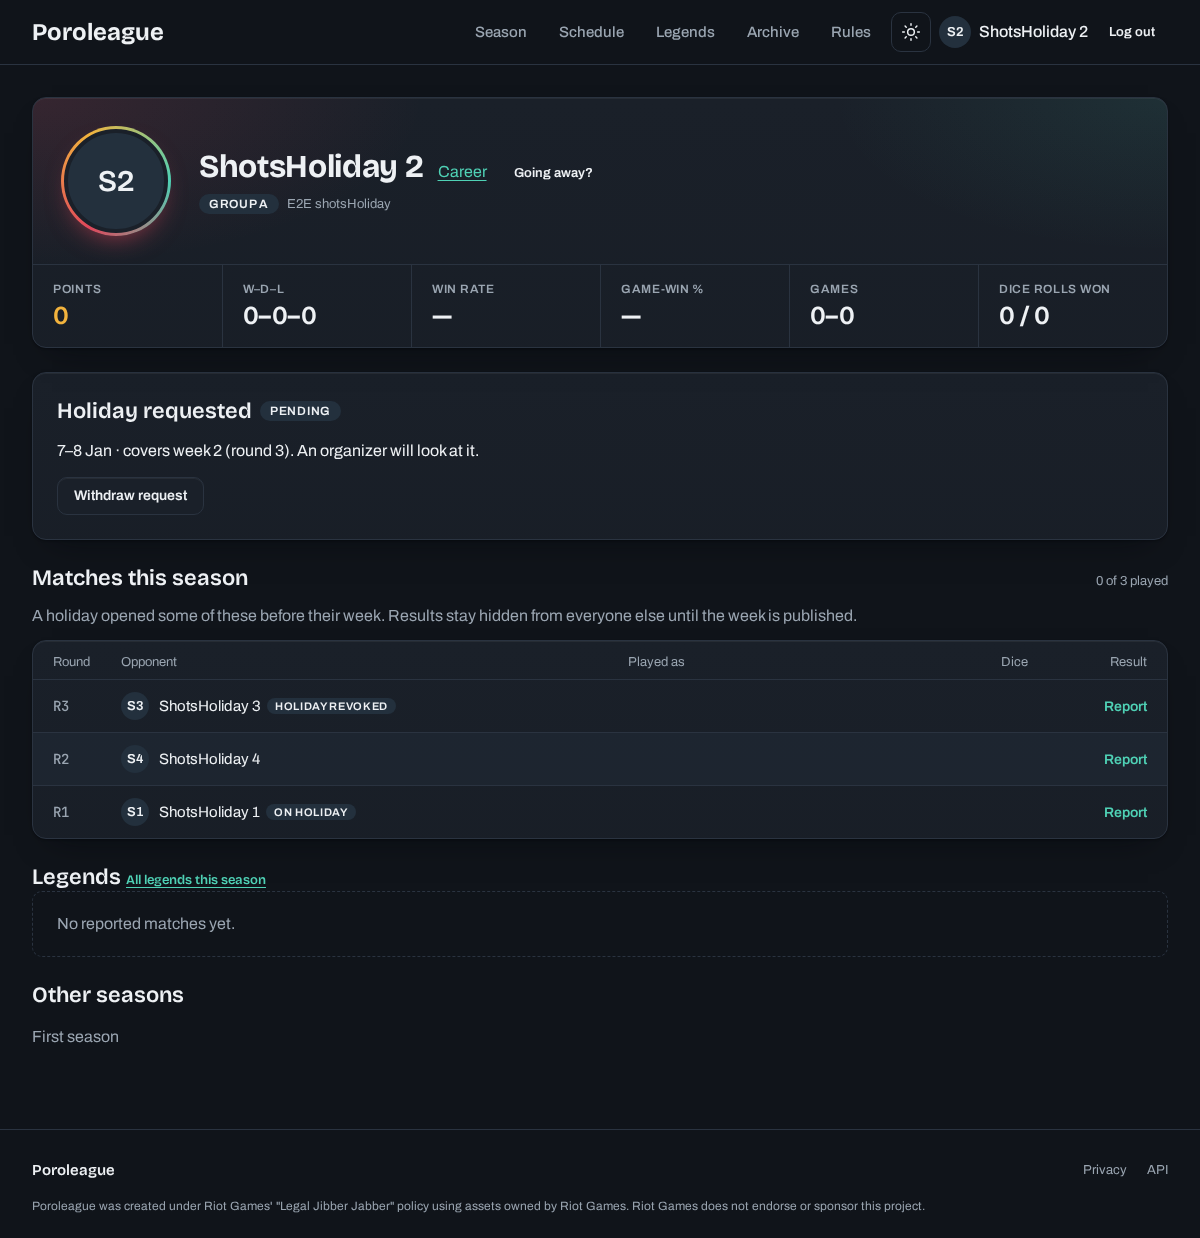 Poroleague
Season Schedule Legends Archive Rules S2 ShotsHoliday 2 Log out
S2
ShotsHoliday 2 Career Going away?
GROUP A E2E shotsHoliday
POINTS W–D–L WIN RATE GAME-WIN % GAMES DICE ROLLS WON
0 0–0–0 — — 0–0 0 / 0
Holiday requested PENDING
7–8 Jan · covers week 2 (round 3). An organizer will look at it.
Withdraw request
Matches this season 0 of 3 played
A holiday opened some of these before their week. Results stay hidden from everyone else until the week is published.
Round Opponent Played as Dice Result
R3 S3 ShotsHoliday 3 HOLIDAY REVOKED Report
R2 S4 ShotsHoliday 4 Report
R1 S1 ShotsHoliday 1 ON HOLIDAY Report
Legends All legends this season
No reported matches yet.
Other seasons
First season
Poroleague Privacy API
Poroleague was created under Riot Games' "Legal Jibber Jabber" policy using assets owned by Riot Games. Riot Games does not endorse or sponsor this project.